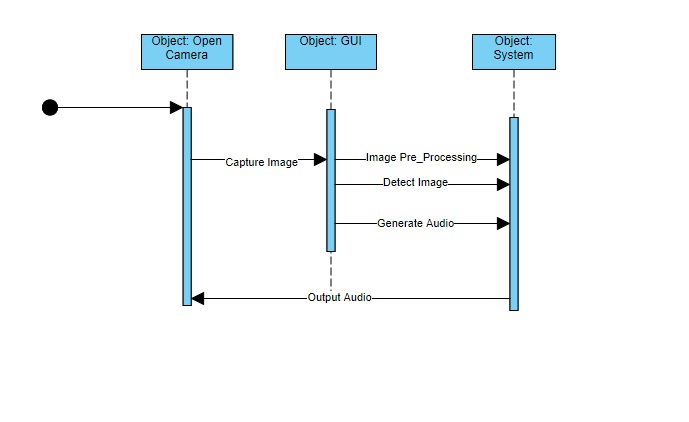 Object: Open
Camera
Object: GUI
Object:
System
Capture Image
Image Pre_Processing
Detect Image
Generate Audio
Output Audio